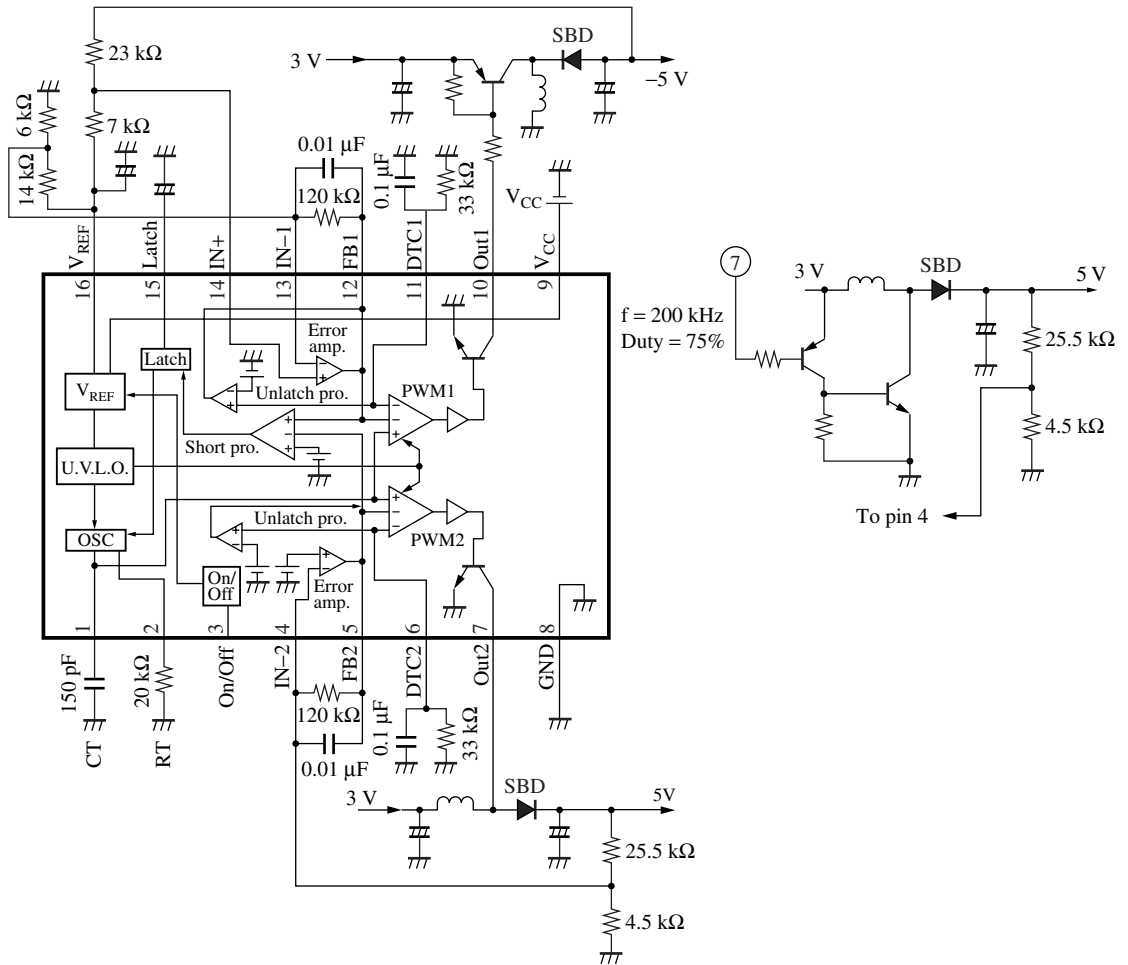 23 kΩ
6 kΩ
7 kΩ
14 kΩ
3 V
SBD
−5 V
0.01 µF
120 kΩ
0.1 µF
33 kΩ
V_CC
V_REF
Latch
IN+
IN−1
FB1
DTC1
Out1
V_CC
16
15
14
13
12
11
10
9
Latch
Error
amp.
V_REF
Unlatch pro.
PWM1
Short pro.
U.V.L.O.
Unlatch pro.
PWM2
OSC
On/
Off
Error
amp.
1
2
3
4
5
6
7
8
150 pF
CT
20 kΩ
RT
On/Off
IN−2
FB2
DTC2
Out2
GND
120 kΩ
0.01 µF
0.1 µF
33 kΩ
3 V
SBD
5V
25.5 kΩ
4.5 kΩ
7
f = 200 kHz
Duty = 75%
3 V
SBD
5 V
25.5 kΩ
4.5 kΩ
To pin 4